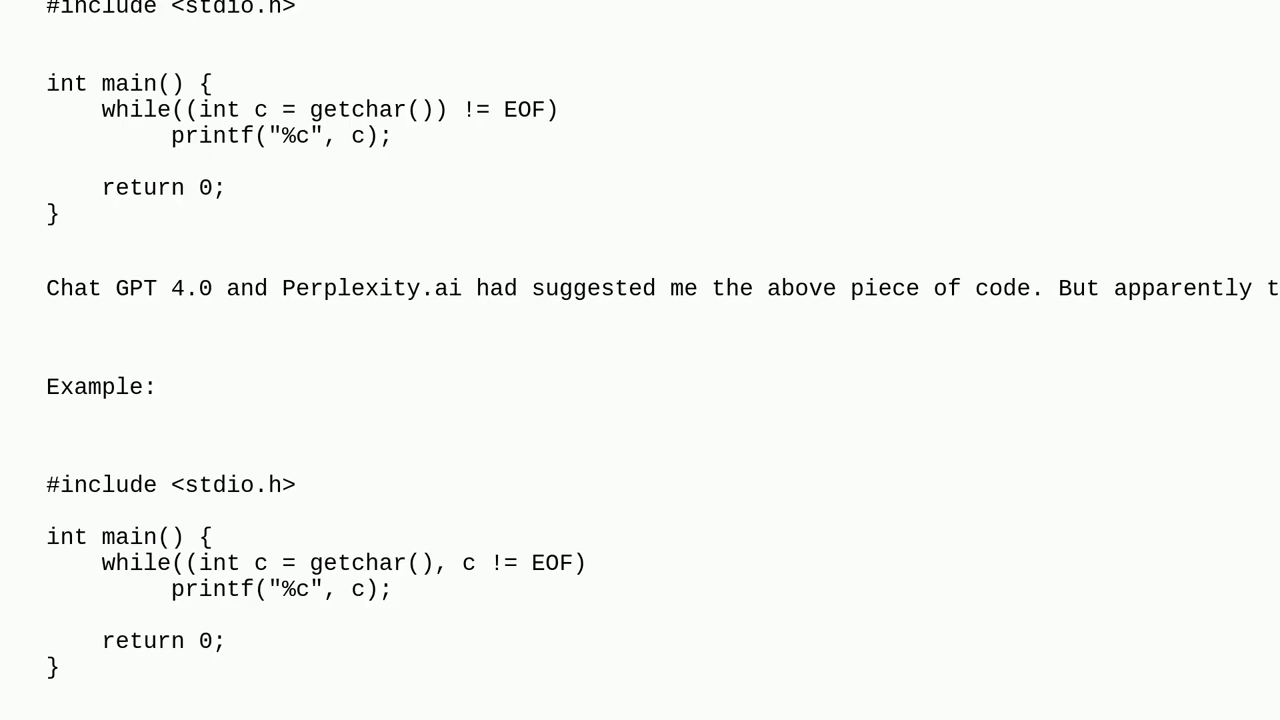 #include <stdio.h>
int main() {
    while((int c = getchar()) != EOF)
         printf("%c", c);
    return 0;
}
Chat GPT 4.0 and Perplexity.ai had suggested me the above piece of code. But apparently t
Example:
#include <stdio.h>
int main() {
    while((int c = getchar(), c != EOF)
         printf("%c", c);
    return 0;
}